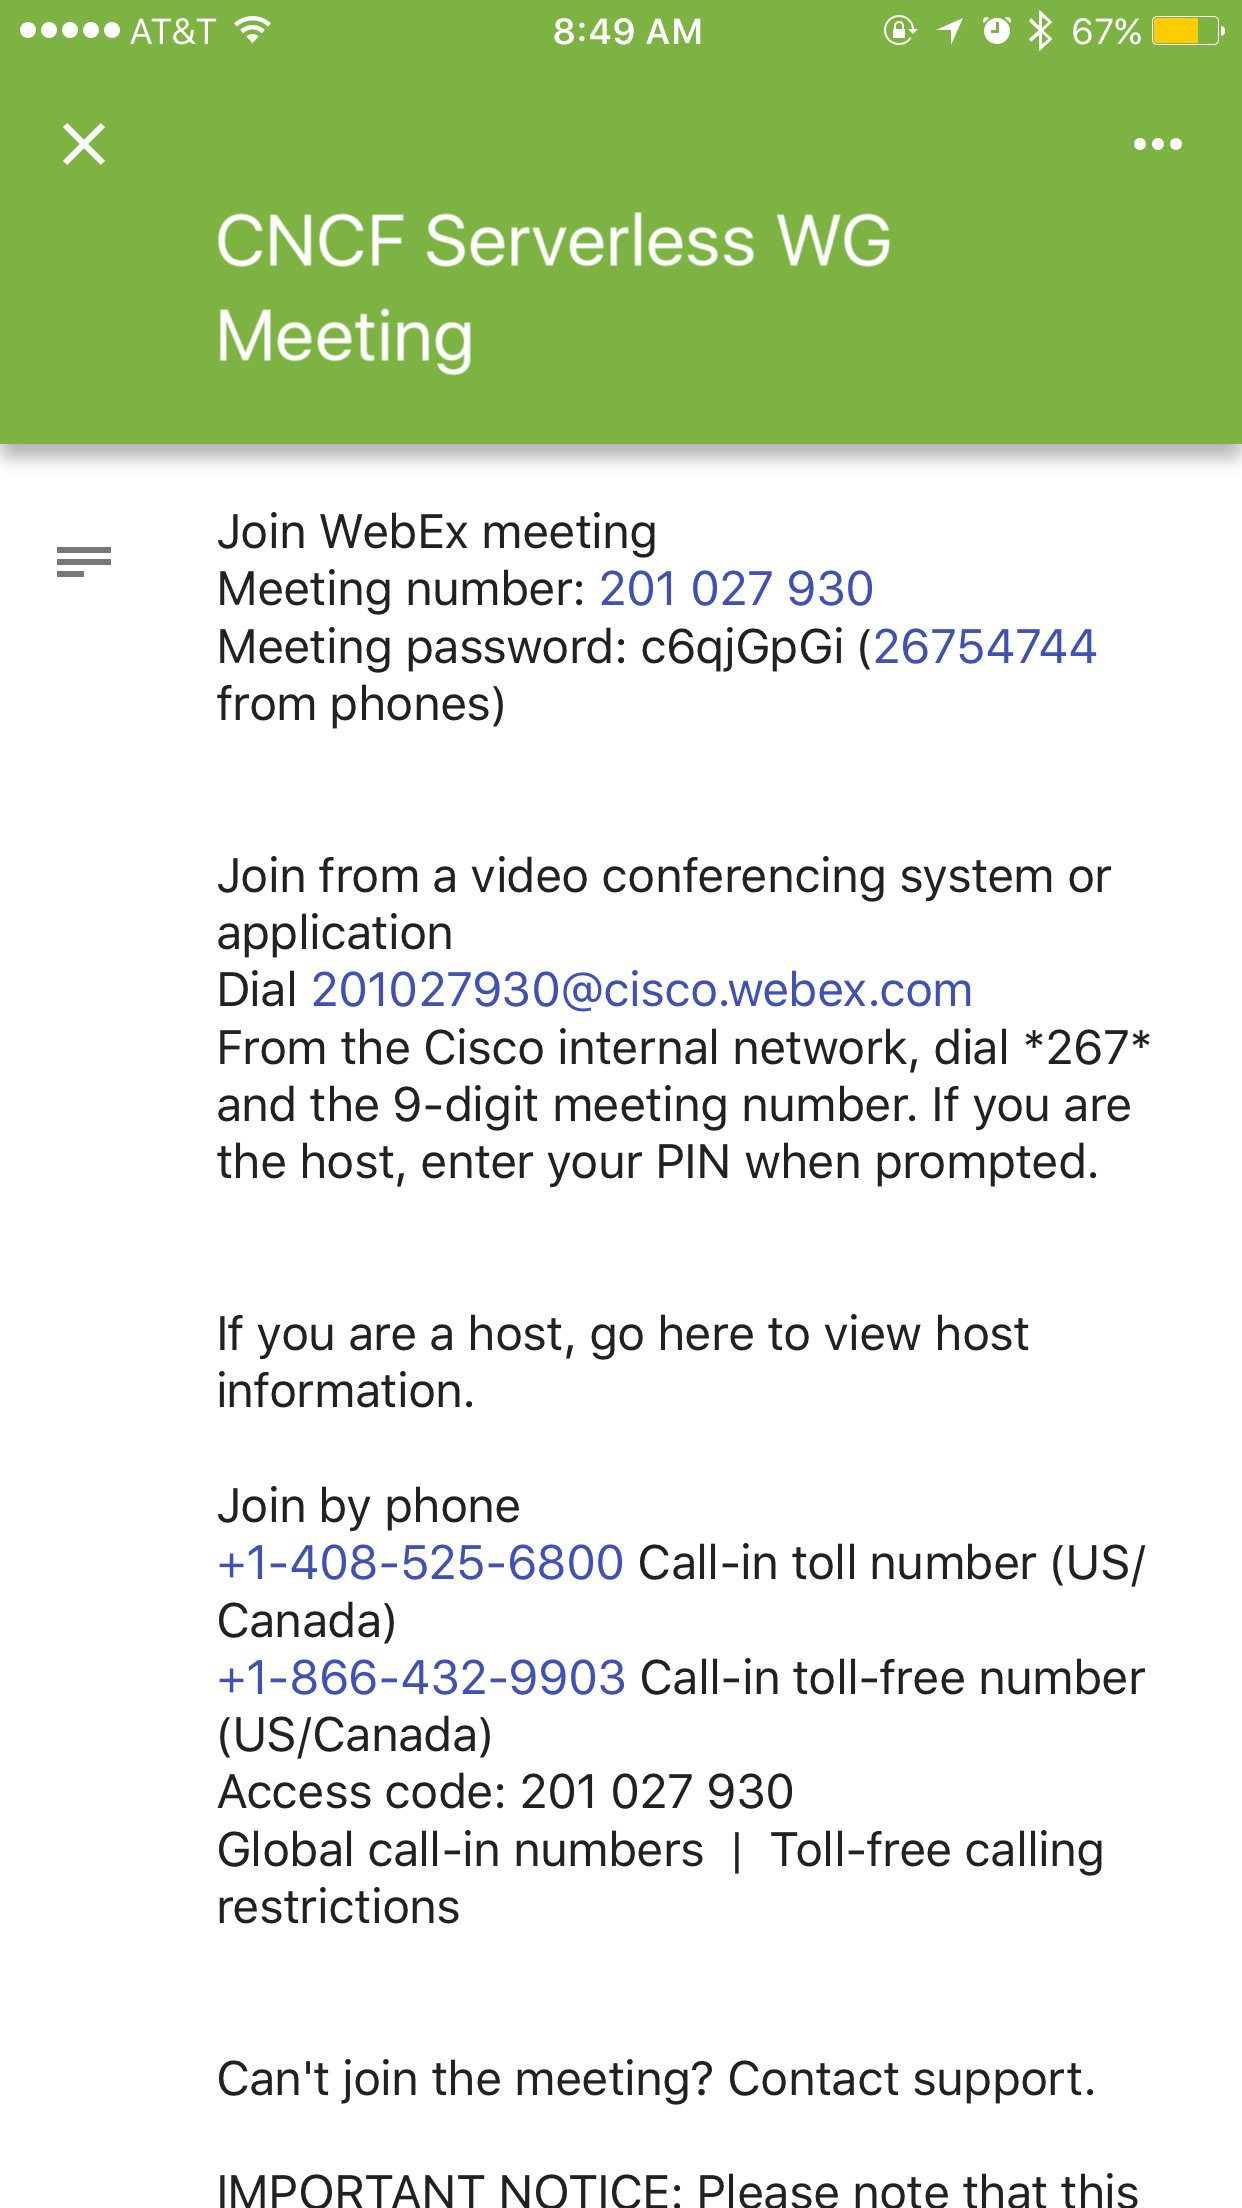 AT&T 8:49 AM 67%
CNCF Serverless WG
Meeting
Join WebEx meeting
Meeting number: 201 027 930
Meeting password: c6qjGpGi (26754744
from phones)
Join from a video conferencing system or
application
Dial 201027930@cisco.webex.com
From the Cisco internal network, dial *267*
and the 9-digit meeting number. If you are
the host, enter your PIN when prompted.
If you are a host, go here to view host
information.
Join by phone
+1-408-525-6800 Call-in toll number (US/
Canada)
+1-866-432-9903 Call-in toll-free number
(US/Canada)
Access code: 201 027 930
Global call-in numbers | Toll-free calling
restrictions
Can't join the meeting? Contact support.
IMPORTANT NOTICE: Please note that this